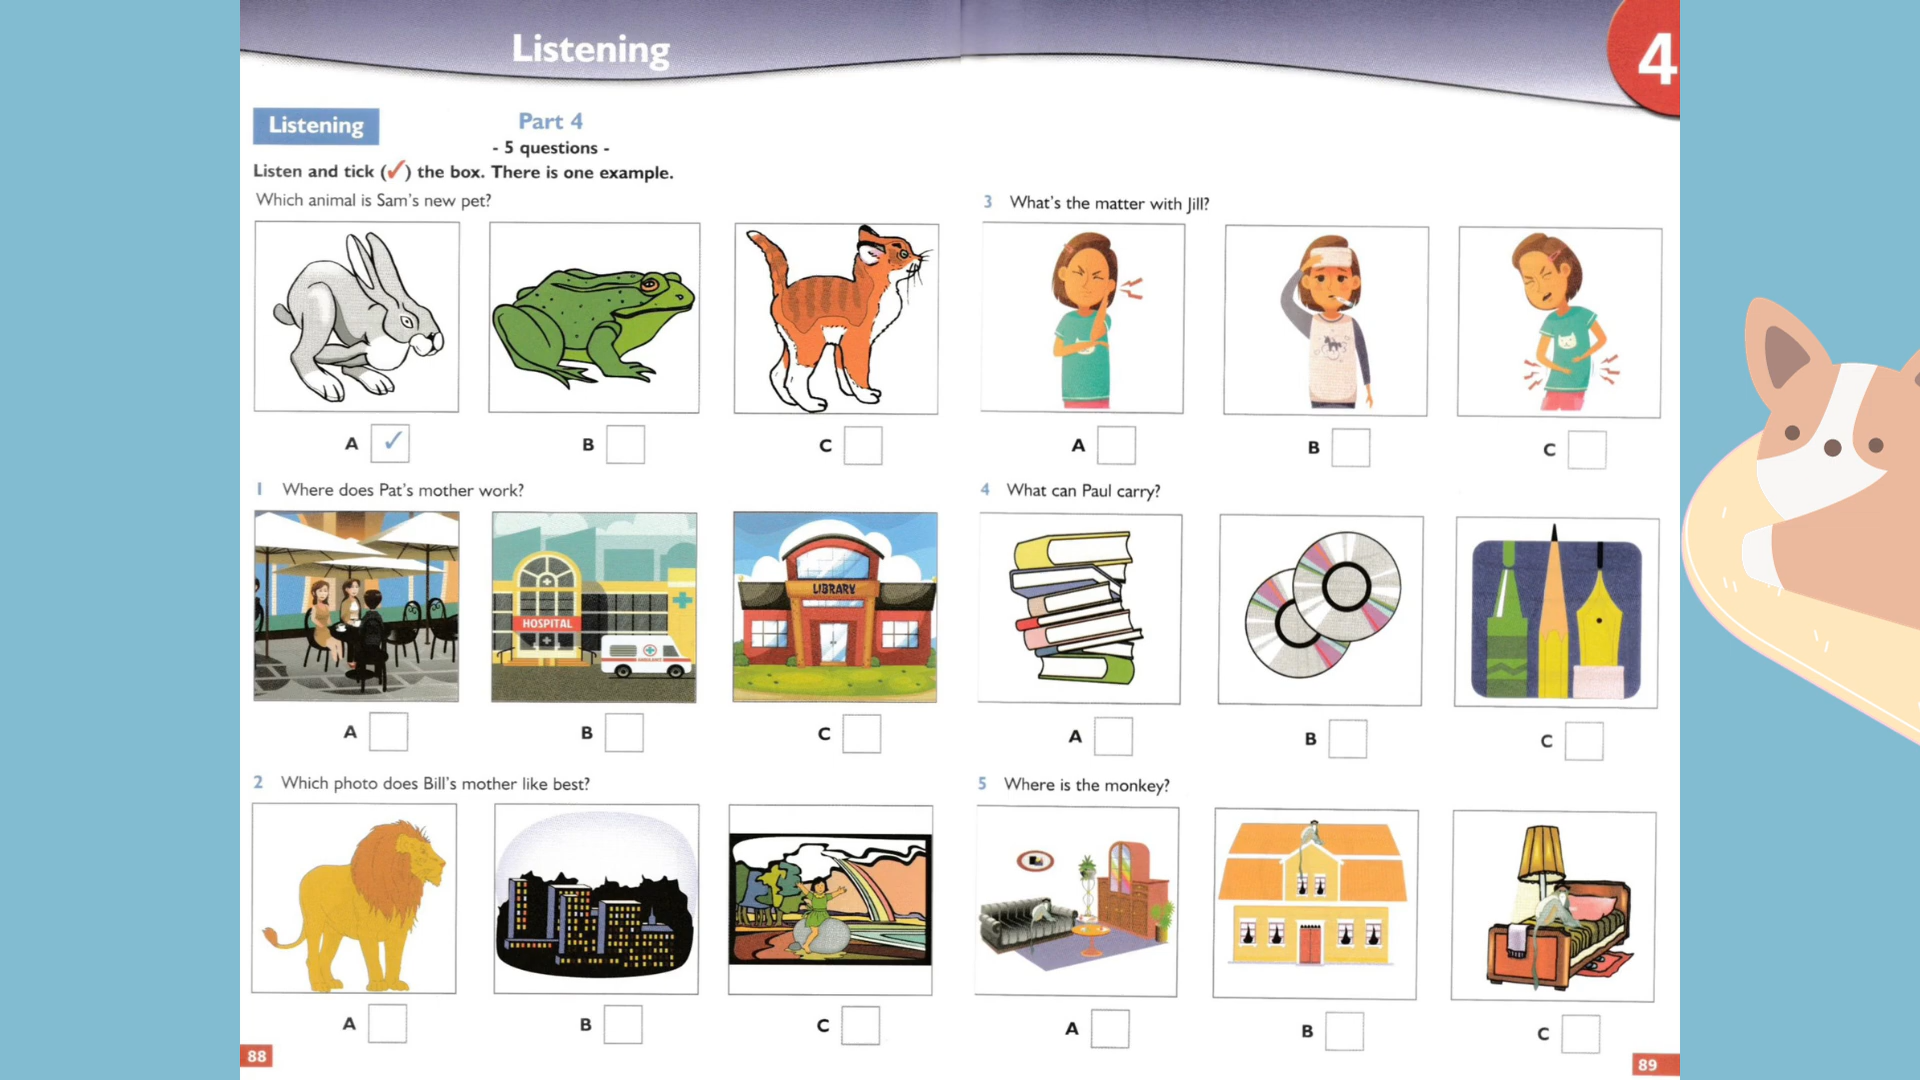 Listening
4
Listening
Part 4
- 5 questions -
Listen and tick (✓) the box. There is one example.
Which animal is Sam's new pet?
A ✓
B
C
1 Where does Pat's mother work?
HOSPITAL
AMBULANCE
LIBRARY
A
B
C
2 Which photo does Bill's mother like best?
A
B
C
88
3 What's the matter with Jill?
A
B
C
4 What can Paul carry?
A
B
C
5 Where is the monkey?
A
B
C
89